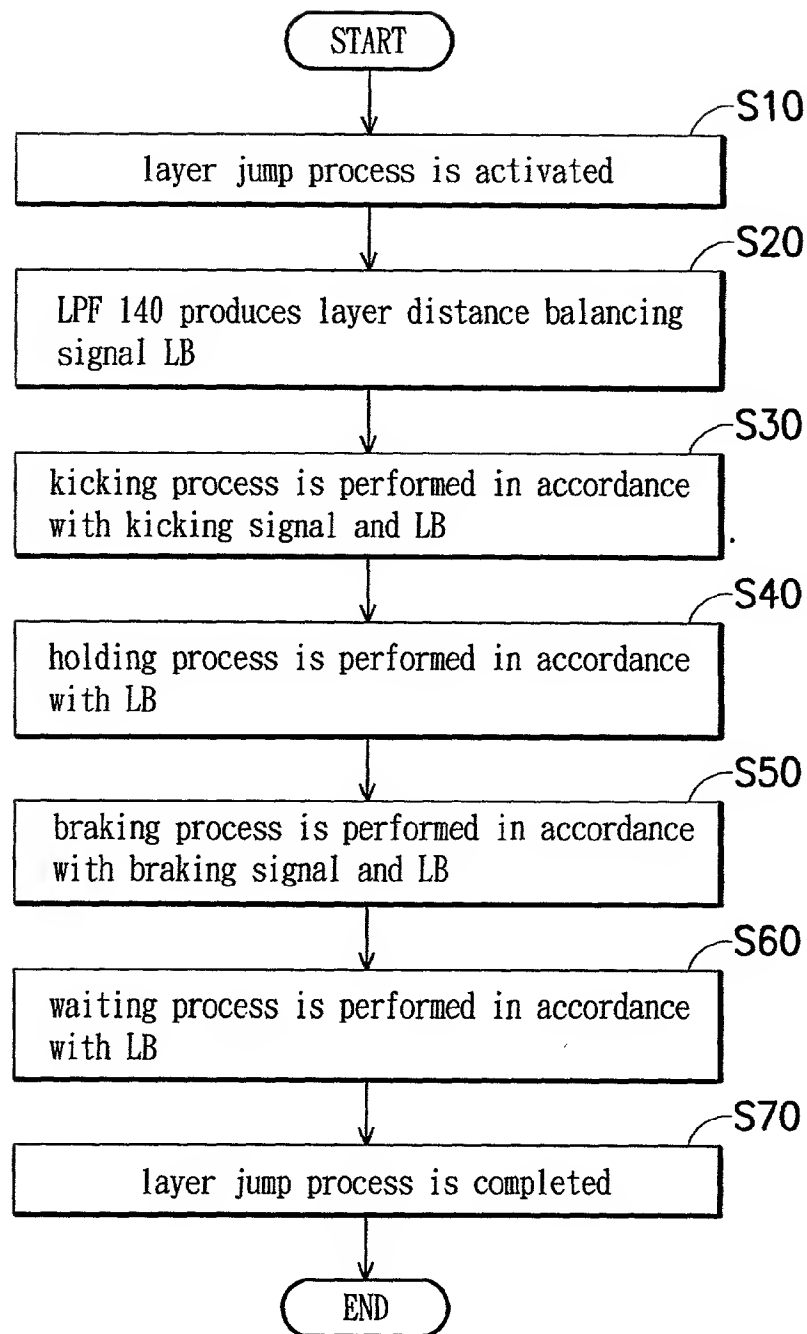 START
S10
layer jump process is activated
S20
LPF 140 produces layer distance balancing
signal LB
S30
kicking process is performed in accordance
with kicking signal and LB
S40
holding process is performed in accordance
with LB
S50
braking process is performed in accordance
with braking signal and LB
S60
waiting process is performed in accordance
with LB
S70
layer jump process is completed
END